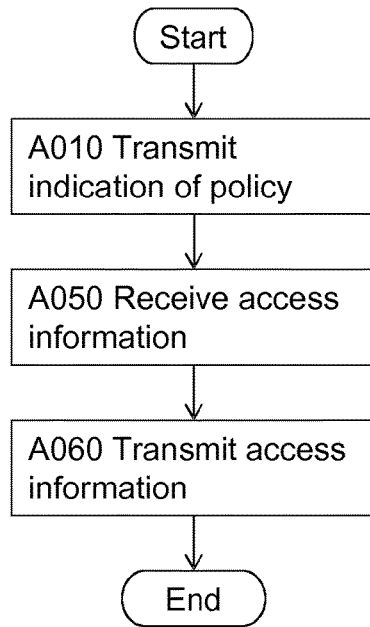 Start
A010 Transmit
indication of policy
A050 Receive access
information
A060 Transmit access
information
End